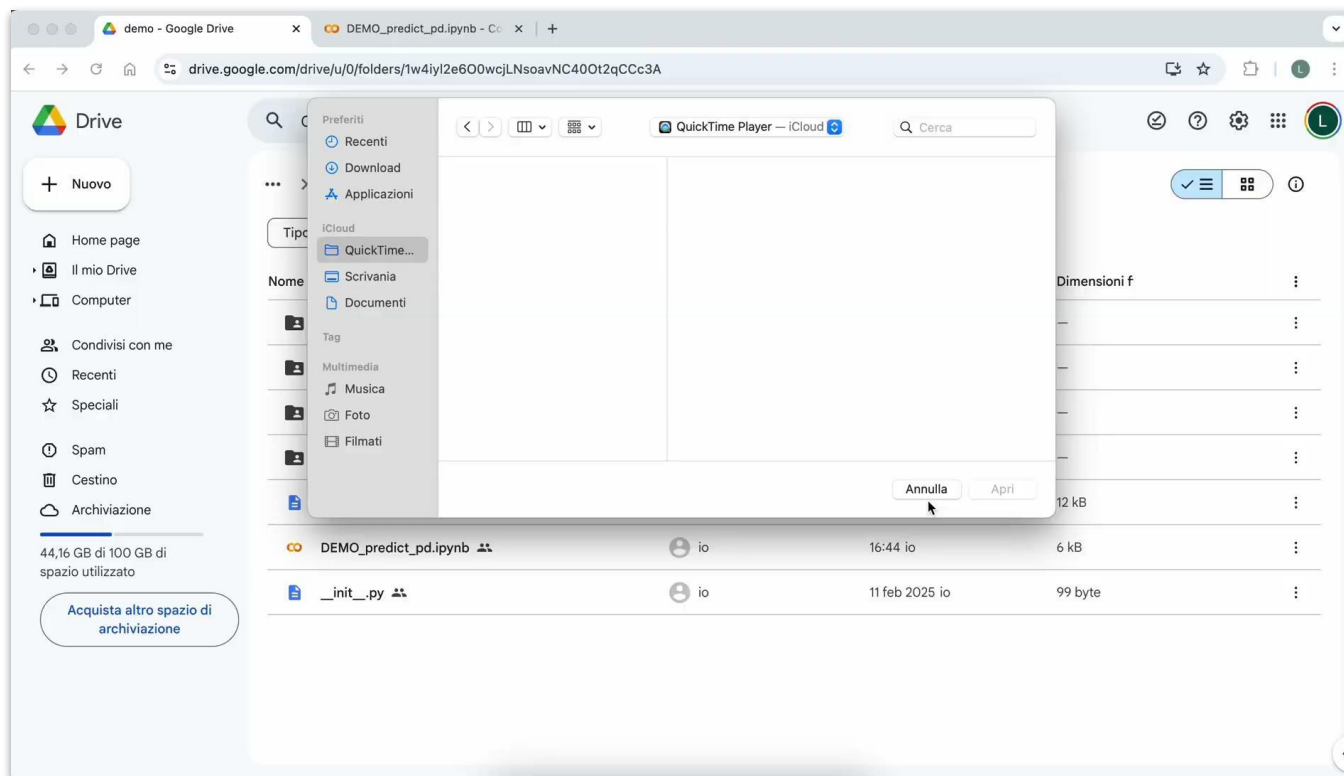 demo - Google Drive
DEMO_predict_pd.ipynb - Co
drive.google.com/drive/u/0/folders/1w4iyl2e6O0wcjLNsoavNC40Ot2qCCc3A
L
Drive
L
Nuovo
Home page
Il mio Drive
Computer
Condivisi con me
Recenti
Speciali
Spam
Cestino
Archiviazione
44,16 GB di 100 GB di
spazio utilizzato
Acquista altro spazio di
archiviazione
Preferiti
Recenti
Download
Applicazioni
iCloud
QuickTime...
Scrivania
Documenti
Tag
Multimedia
Musica
Foto
Filmati
QuickTime Player — iCloud
Cerca
Annulla
Apri
Tipo
Nome
Dimensioni f
—
—
—
—
12 kB
DEMO_predict_pd.ipynb io 16:44 io 6 kB
__init__.py io 11 feb 2025 io 99 byte